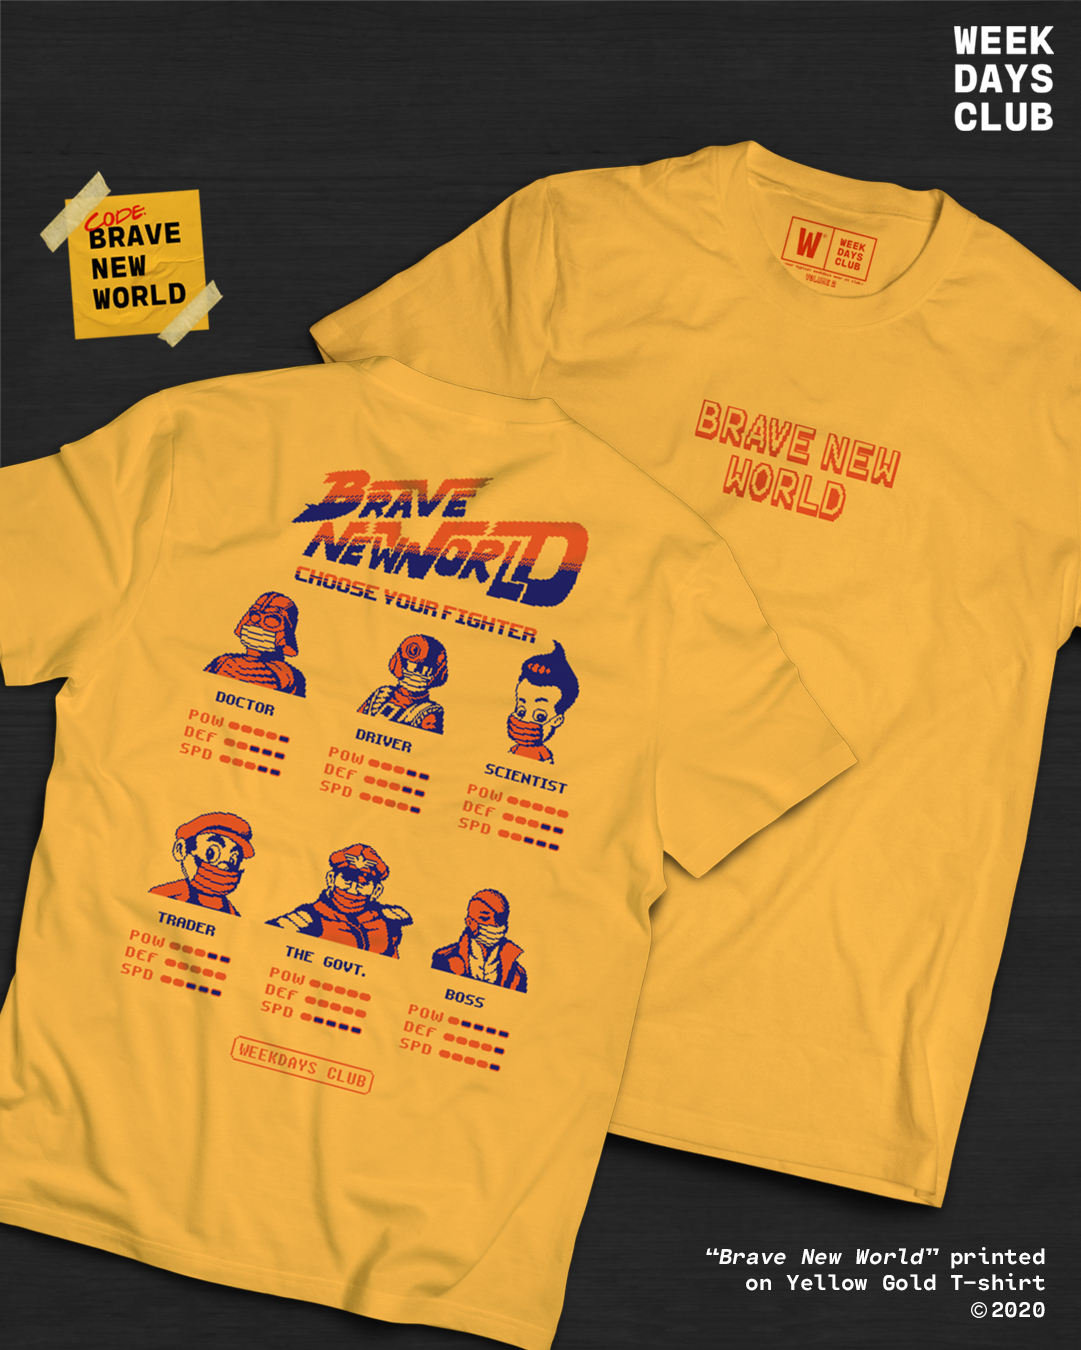 WEEK
DAYS
CLUB
CODE:
BRAVE
NEW
WORLD
W
WEEK
DAYS
CLUB
VOLUME 2
BRAVE NEW
WORLD
BRAVE
NEW WORLD
CHOOSE YOUR FIGHTER
DOCTOR
POW
DEF
SPD
DRIVER
POW
DEF
SPD
SCIENTIST
POW
DEF
SPD
TRADER
POW
DEF
SPD
THE GOVT.
POW
DEF
SPD
BOSS
POW
DEF
SPD
WEEKDAYS CLUB
“Brave New World” printed
on Yellow Gold T-shirt
©2020